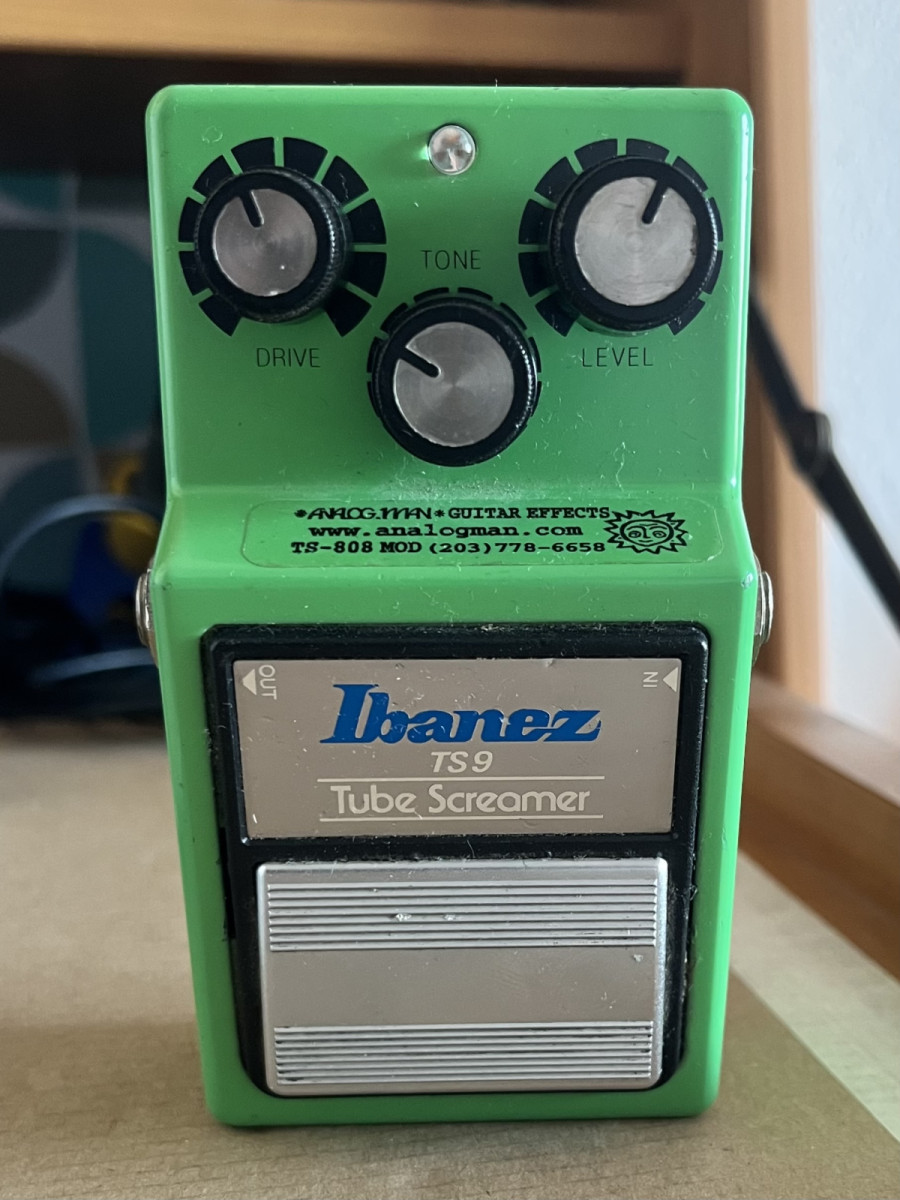 TONE
DRIVE
LEVEL
*ANALOG.MAN*GUITAR EFFECTS
www.analogman.com
TS-808 MOD (203)778-6658
OUT
IN
Ibanez
TS9
Tube Screamer